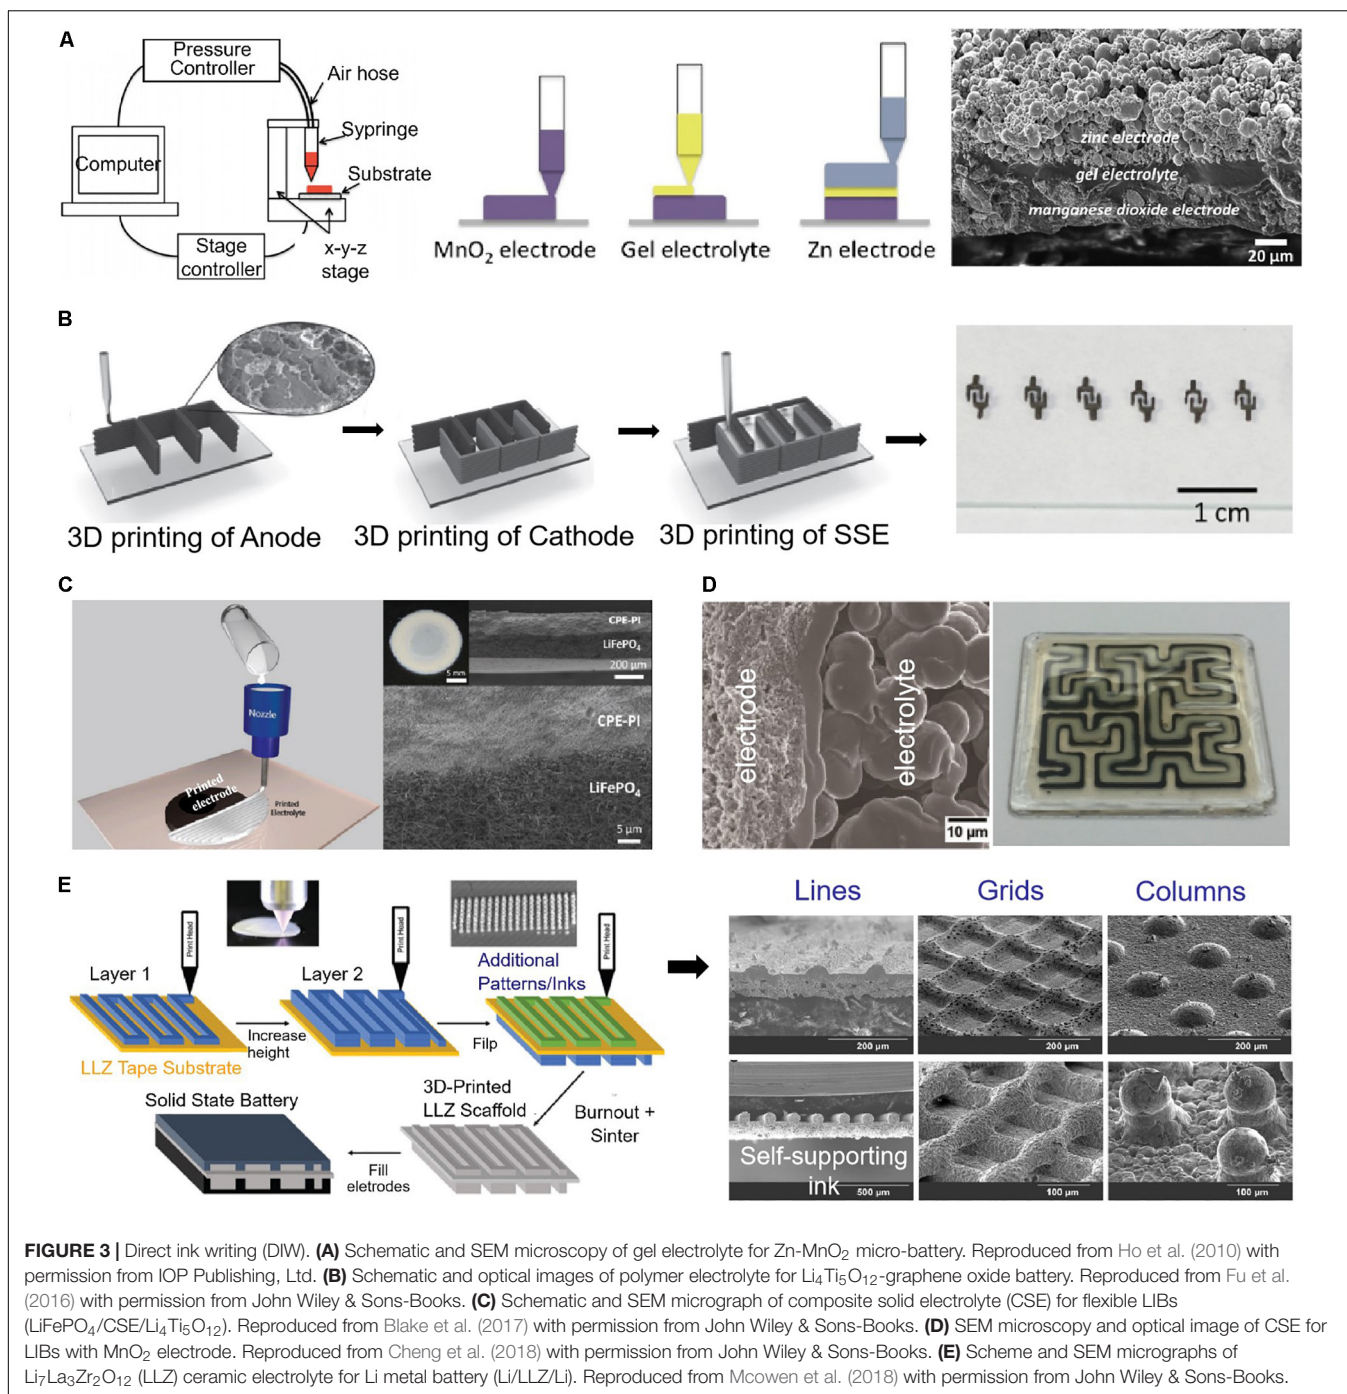 A
Pressure
Controller
Air hose
Sypringe
Computer
Substrate
Stage
controller
x-y-z
stage
MnO₂ electrode
Gel electrolyte
Zn electrode
zinc electrode
gel electrolyte
manganese dioxide electrode
20 µm
B
3D printing of Anode
3D printing of Cathode
3D printing of SSE
1 cm
C
Nozzle
Printed
electrode
Printed
Electrolyte
5 mm
CPE-PI
LiFePO₄
200 µm
CPE-PI
LiFePO₄
5 µm
D
electrode
electrolyte
10 µm
E
Print Head
Layer 1
LLZ Tape Substrate
Increase
height
Print Head
Layer 2
Filp
Print Head
Additional
Patterns/Inks
Burnout +
Sinter
3D-Printed
LLZ Scaffold
Fill
eletrodes
Solid State Battery
Lines
Grids
Columns
200 µm
200 µm
200 µm
Self-supporting
ink
500 µm
100 µm
100 µm
FIGURE 3 | Direct ink writing (DIW). (A) Schematic and SEM microscopy of gel electrolyte for Zn-MnO₂ micro-battery. Reproduced from Ho et al. (2010) with
permission from IOP Publishing, Ltd. (B) Schematic and optical images of polymer electrolyte for Li₄Ti₅O₁₂-graphene oxide battery. Reproduced from Fu et al.
(2016) with permission from John Wiley & Sons-Books. (C) Schematic and SEM micrograph of composite solid electrolyte (CSE) for flexible LIBs
(LiFePO₄/CSE/Li₄Ti₅O₁₂). Reproduced from Blake et al. (2017) with permission from John Wiley & Sons-Books. (D) SEM microscopy and optical image of CSE for
LIBs with MnO₂ electrode. Reproduced from Cheng et al. (2018) with permission from John Wiley & Sons-Books. (E) Scheme and SEM micrographs of
Li₇La₃Zr₂O₁₂ (LLZ) ceramic electrolyte for Li metal battery (Li/LLZ/Li). Reproduced from Mcowen et al. (2018) with permission from John Wiley & Sons-Books.